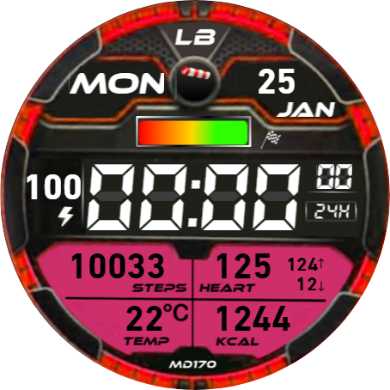 LB
MON 25
JAN
100 00:00 00
24H
10033 125 124↑
STEPS HEART 12↓
22°C 1244
TEMP KCAL
MD170